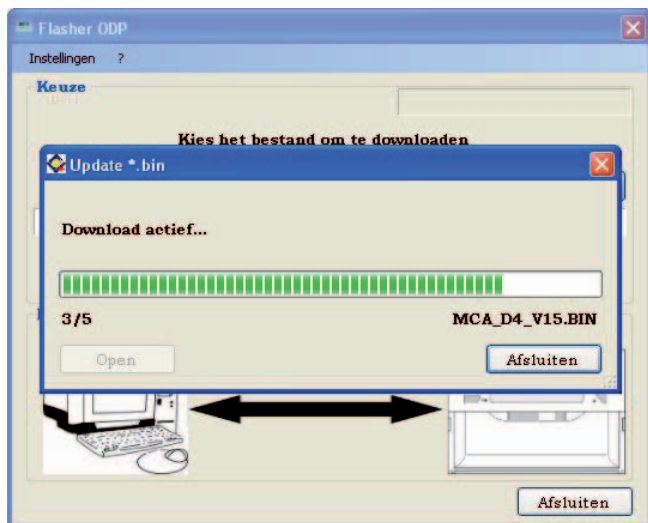 Flasher ODP
Instellingen ?
Keuze
Kies het bestand om te downloaden
Update *.bin
Download actief...
3/5 MCA_D4_V15.BIN
Open Afsluiten
Afsluiten